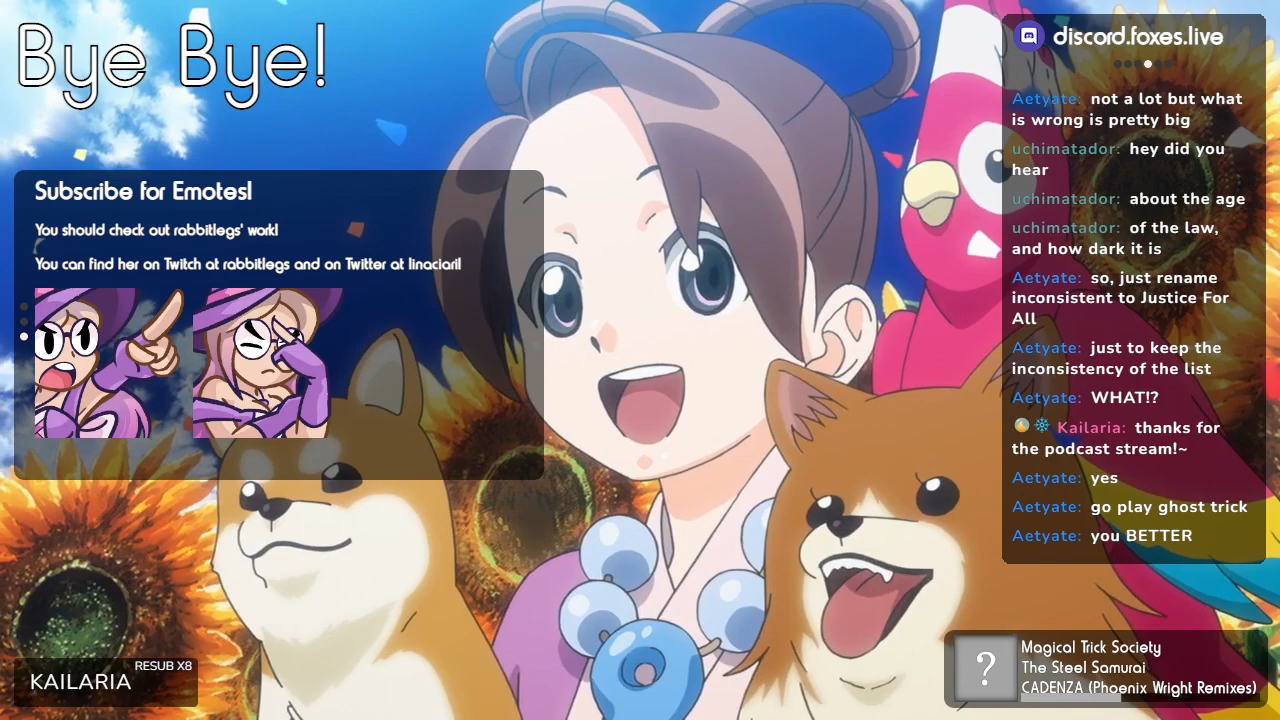 Bye Bye!
Subscribe for Emotes!
You should check out rabbitlegs' work!
You can find her on Twitch at rabbitlegs and on Twitter at linaciari!
discord.foxes.live
Aetyate: not a lot but what
is wrong is pretty big
uchimatador: hey did you
hear
uchimatador: about the age
uchimatador: of the law,
and how dark it is
Aetyate: so, just rename
inconsistent to Justice For
All
Aetyate: just to keep the
inconsistency of the list
Aetyate: WHAT!?
Kailaria: thanks for
the podcast stream!~
Aetyate: yes
Aetyate: go play ghost trick
Aetyate: you BETTER
RESUB X8
KAILARIA
?
Magical Trick Society
The Steel Samurai
CADENZA (Phoenix Wright Remixes)